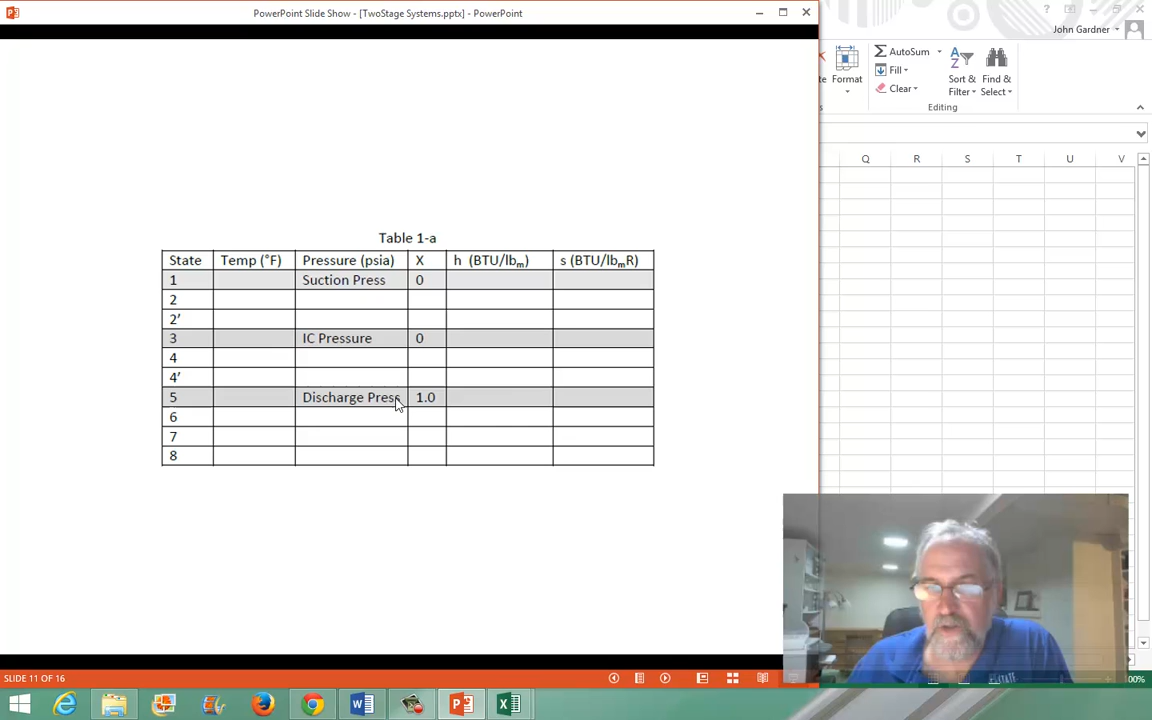 PowerPoint Slide Show - [TwoStage Systems.pptx] - PowerPoint
John Gardner
AutoSum
Fill
Clear
Format
Sort & Filter
Find & Select
Editing
Q R S T U V
Table 1-a
State Temp (°F) Pressure (psia) X h (BTU/lbm) s (BTU/lbmR)
1 Suction Press 0
2
2′
3 IC Pressure 0
4
4′
5 Discharge Press 1.0
6
7
8
SLIDE 11 OF 16